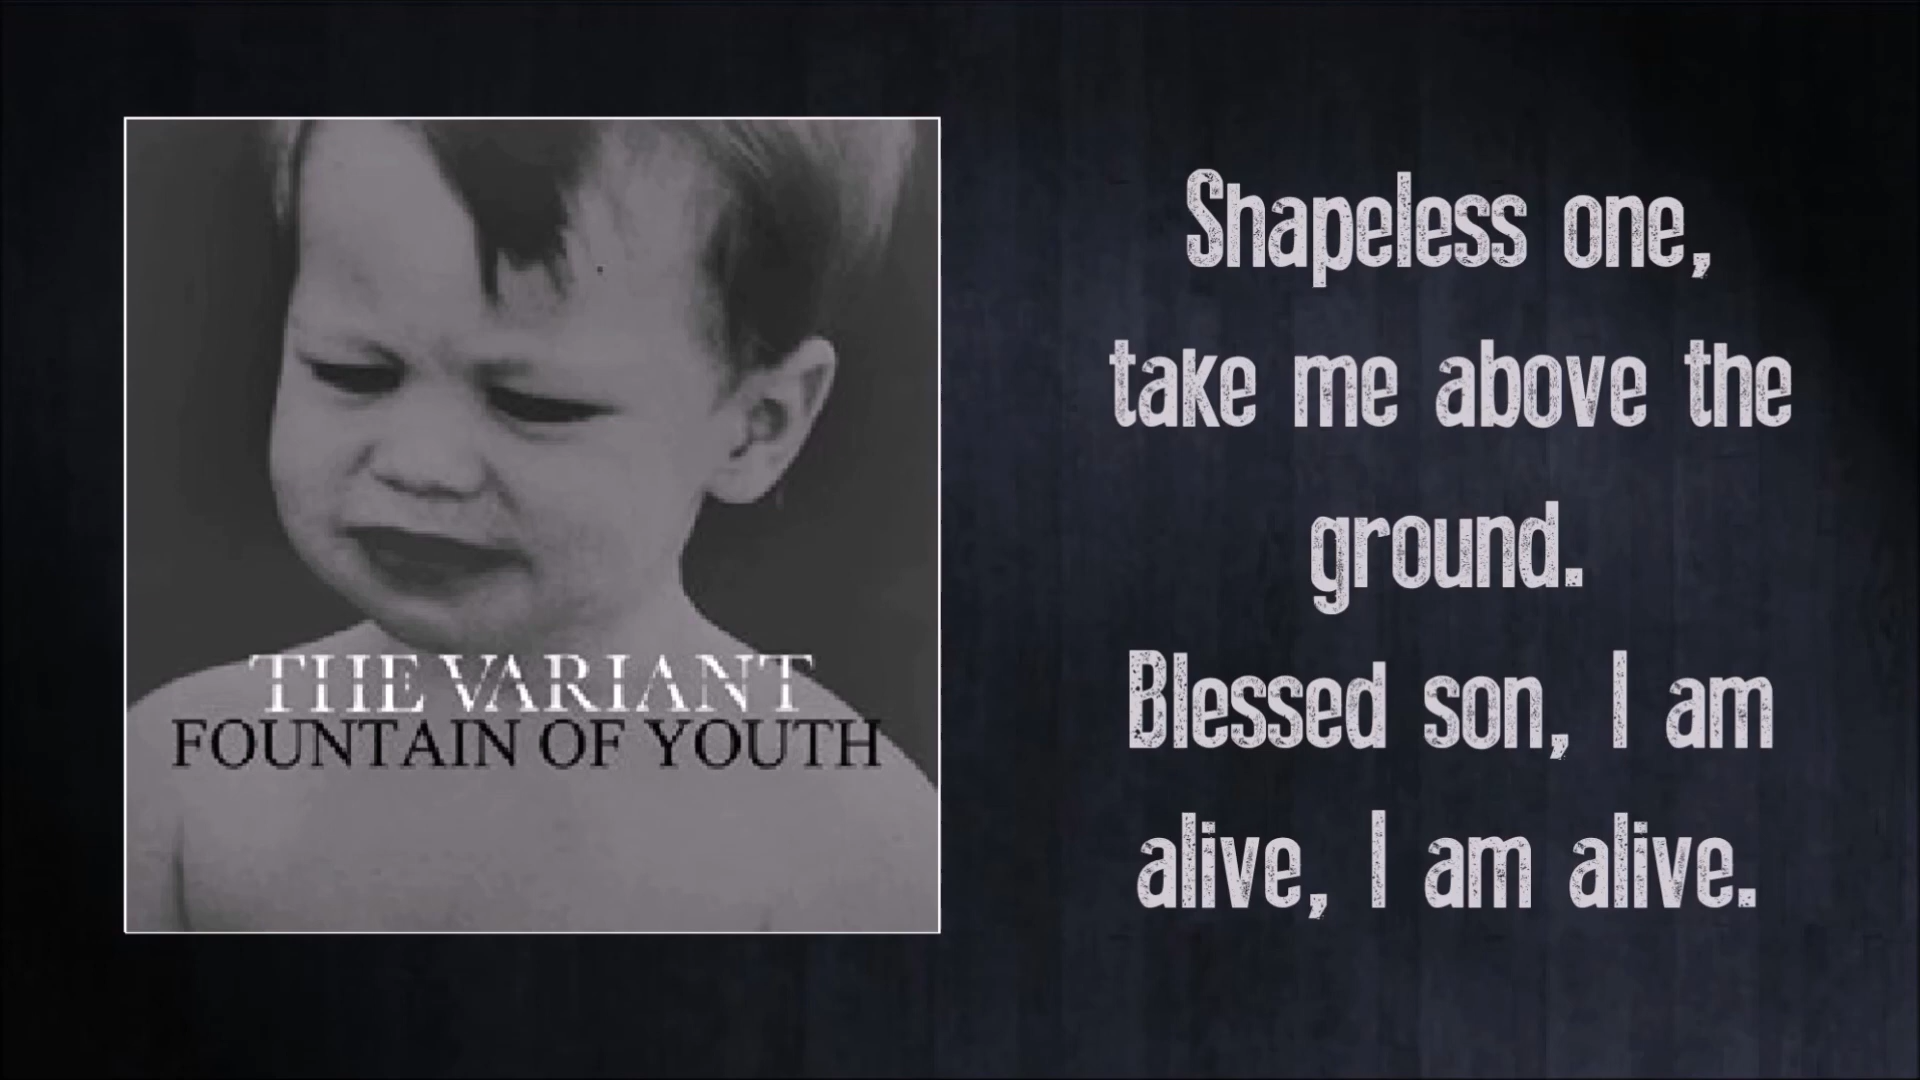 THE VARIANT
FOUNTAIN OF YOUTH
Shapeless one,
take me above the
ground.
Blessed son, I am
alive, I am alive.